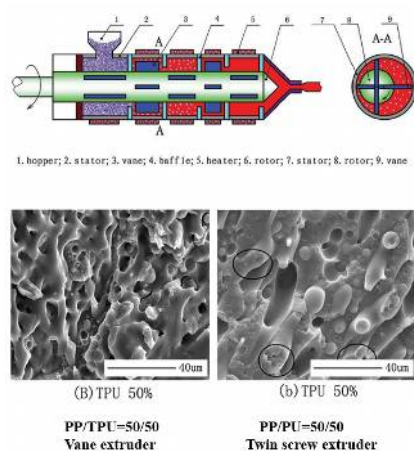 1 2 A 3 4 5 6 7 8 9
A-A
A
1. hopper; 2. stator; 3. vane; 4. baffle; 5. heater; 6. rotor; 7. stator; 8. rotor; 9. vane
40um 40um
(B)TPU 50% (b)TPU 50%
PP/TPU=50/50 PP/PU=50/50
Vane extruder Twin screw extruder